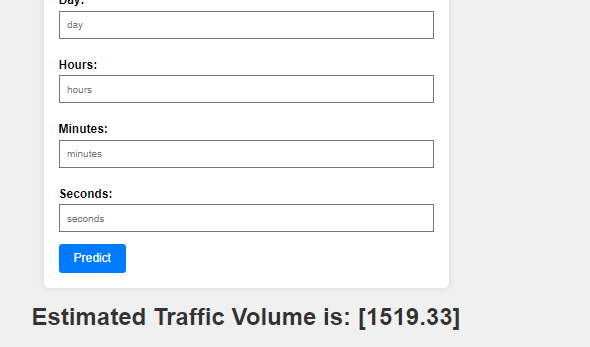 Day:
day
Hours:
hours
Minutes:
minutes
Seconds:
seconds
Predict
Estimated Traffic Volume is: [1519.33]